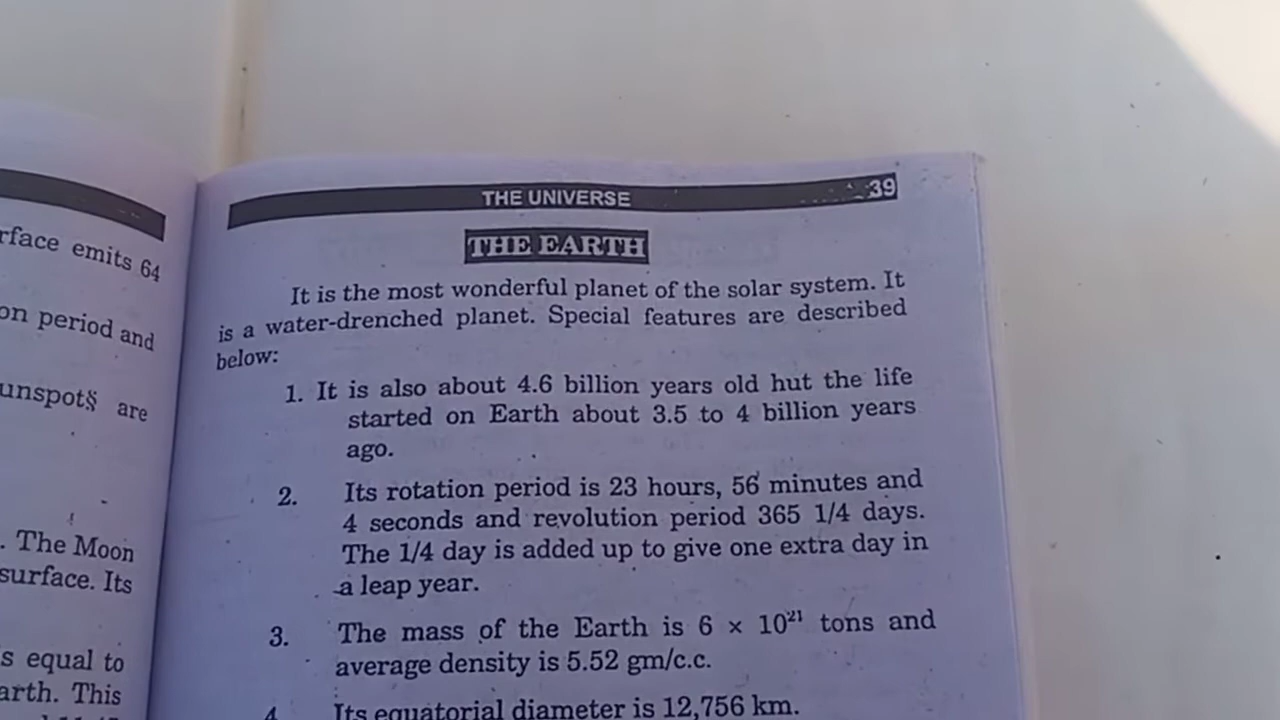 rface emits 64
on period and
unspot§ are
. The Moon
surface. Its
s equal to
arth. This
THE UNIVERSE 39
THE EARTH
It is the most wonderful planet of the solar system. It
is a water-drenched planet. Special features are described
below:
1. It is also about 4.6 billion years old hut the life
started on Earth about 3.5 to 4 billion years
ago.
2. Its rotation period is 23 hours, 56 minutes and
4 seconds and revolution period 365 1/4 days.
The 1/4 day is added up to give one extra day in
a leap year.
3. The mass of the Earth is 6 × 10²¹ tons and
average density is 5.52 gm/c.c.
4. Its equatorial diameter is 12,756 km.